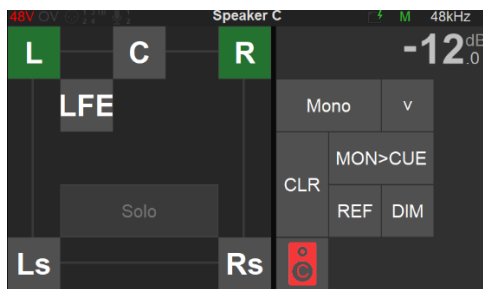 48V OV Speaker C M 48kHz
L C R -12.0 dB
LFE Mono v
MON>CUE
CLR
Solo REF DIM
Ls Rs C